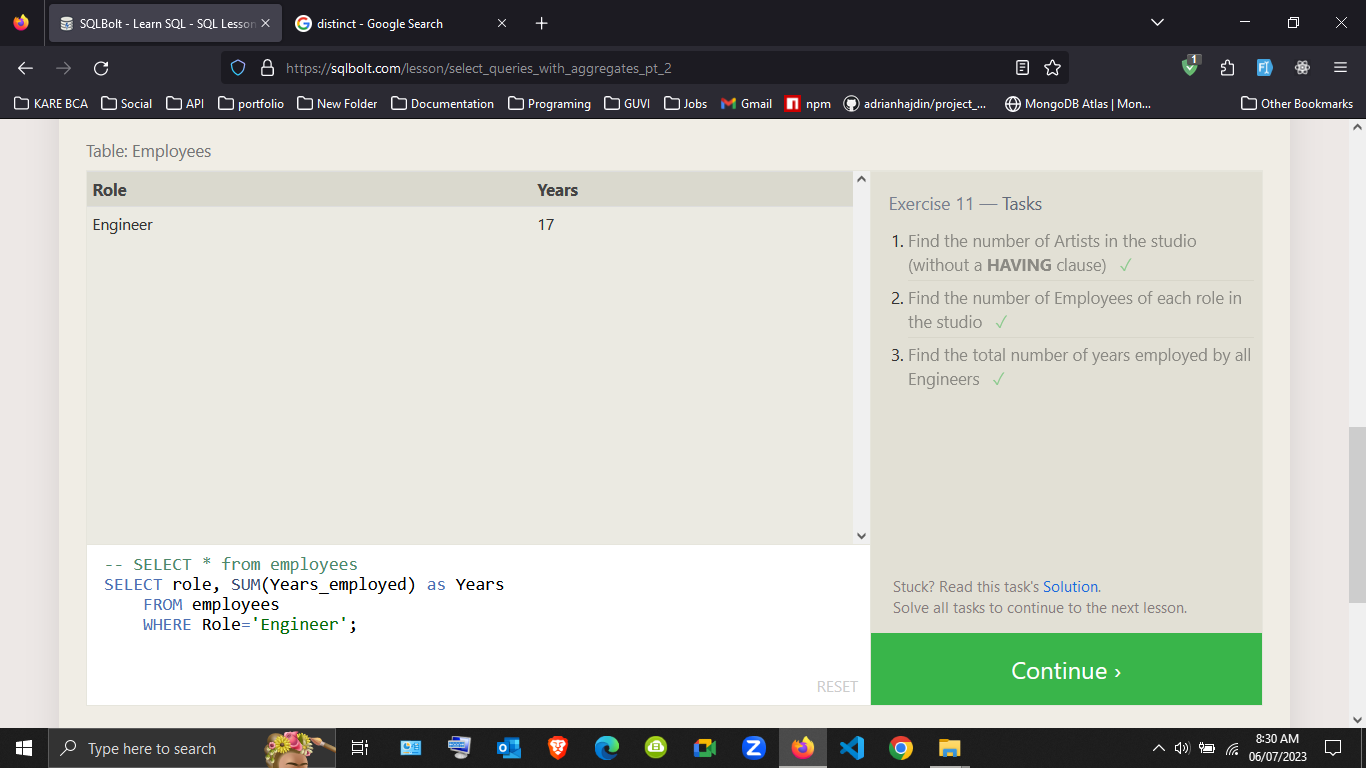 SQLBolt - Learn SQL - SQL Lesson
distinct - Google Search
https://sqlbolt.com/lesson/select_queries_with_aggregates_pt_2
1
KARE BCA
Social
API
portfolio
New Folder
Documentation
Programing
GUVI
Jobs
Gmail
npm
adrianhajdin/project_...
MongoDB Atlas | Mon...
Other Bookmarks
Table: Employees
Role Years
Engineer 17
Exercise 11 — Tasks
1. Find the number of Artists in the studio
(without a HAVING clause) ✓
2. Find the number of Employees of each role in
the studio ✓
3. Find the total number of years employed by all
Engineers ✓
-- SELECT * from employees
SELECT role, SUM(Years_employed) as Years
FROM employees
WHERE Role='Engineer';
RESET
Stuck? Read this task's Solution.
Solve all tasks to continue to the next lesson.
Continue ›
Type here to search
8:30 AM
06/07/2023